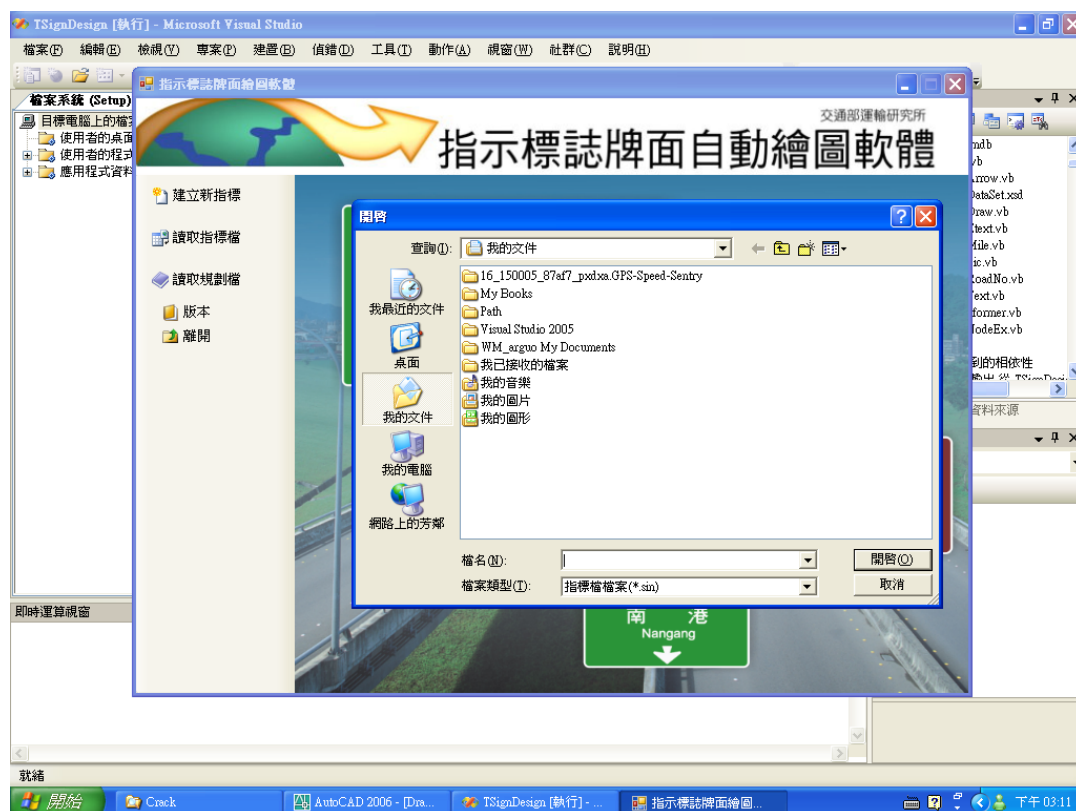 TSignDesign [執行] - Microsoft Visual Studio
檔案(F) 編輯(E) 檢視(V) 專案(P) 建置(B) 偵錯(D) 工具(T) 動作(A) 視窗(W) 社群(C) 說明(H)
檔案系統 (Setup)
目標電腦上的檔
使用者的桌面
使用者的程式
應用程式資料
指示標誌牌面繪圖軟體
交通部運輸研究所
指示標誌牌面自動繪圖軟體
建立新指標
讀取指標檔
讀取規劃檔
版本
離開
開啓
查詢(I): 我的文件
我最近的文件
桌面
我的文件
我的電腦
網路上的芳鄰
16_150005_87af7_pxdxa.GPS-Speed-Sentry
My Books
Path
Visual Studio 2005
WM_arguo My Documents
我已接收的檔案
我的音樂
我的圖片
我的圖形
檔名(N): 開啓(O)
檔案類型(T): 指標檔檔案(*.sin) 取消
南 港
Nangang
mdb
vb
Arrow.vb
DataSet.xsd
Draw.vb
text.vb
file.vb
ic.vb
RoadNo.vb
Text.vb
former.vb
NodeEx.vb
到的相依性
資料來源
即時運算視窗
就緒
開始 Crack AutoCAD 2006 - [Dra... TSignDesign [執行] - ... 指示標誌牌面繪圖... 下午 03:11